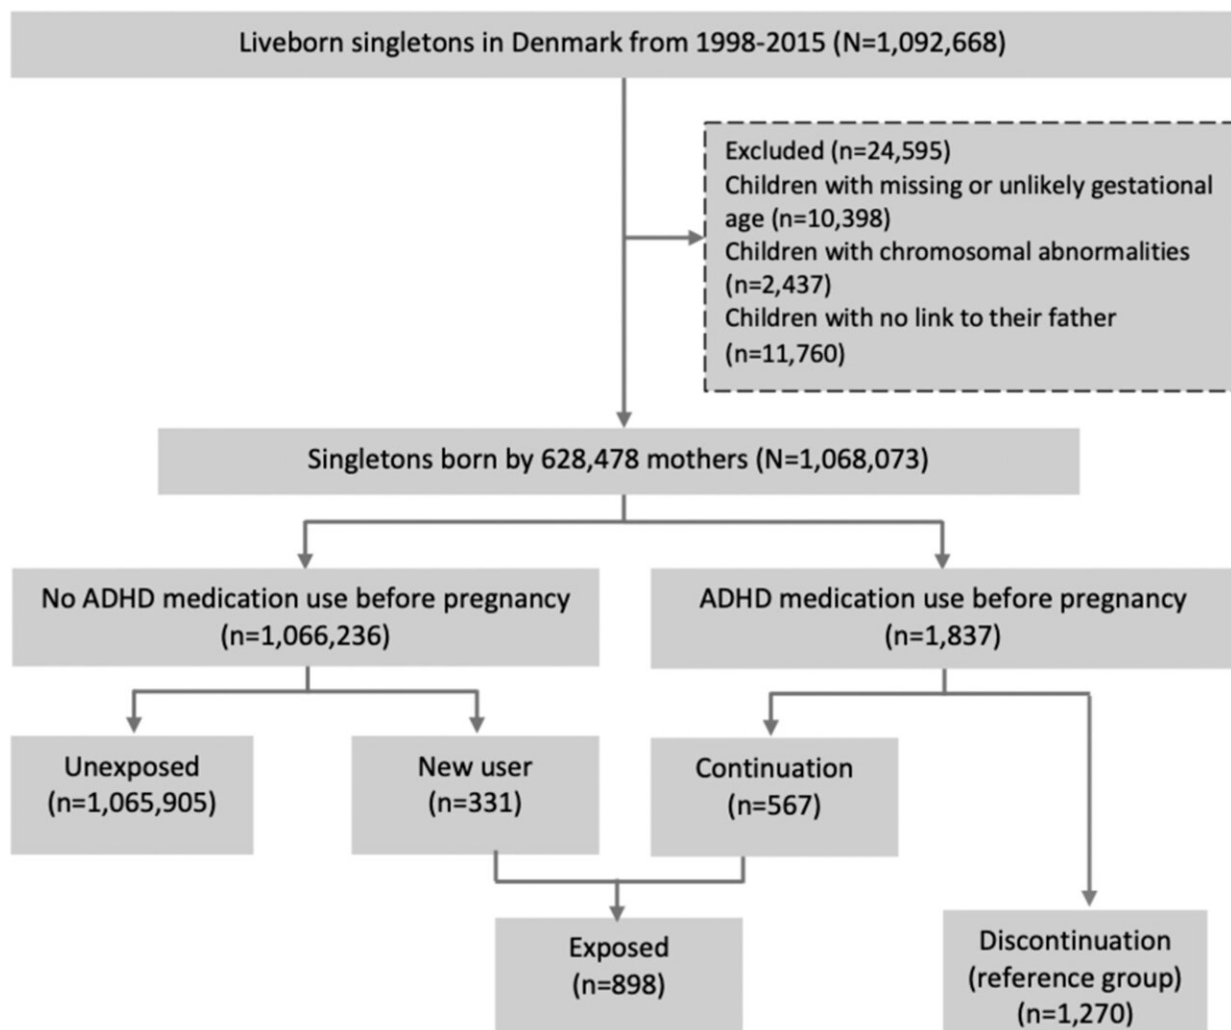 Liveborn singletons in Denmark from 1998-2015 (N=1,092,668)
Excluded (n=24,595)
Children with missing or unlikely gestational
age (n=10,398)
Children with chromosomal abnormalities
(n=2,437)
Children with no link to their father
(n=11,760)
Singletons born by 628,478 mothers (N=1,068,073)
No ADHD medication use before pregnancy
(n=1,066,236)
ADHD medication use before pregnancy
(n=1,837)
Unexposed
(n=1,065,905)
New user
(n=331)
Continuation
(n=567)
Exposed
(n=898)
Discontinuation
(reference group)
(n=1,270)